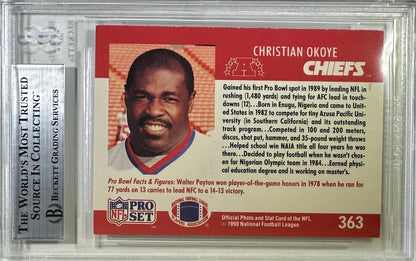 CHRISTIAN OKOYE
CHIEFS
Gained his first Pro Bowl spot in 1989 by leading NFL in
rushing (1,480 yards) and tying for AFC lead in touch-
downs (12)...Born in Enugu, Nigeria and came to Unit-
ed States in 1982 to compete for tiny Azusa Pacific Univer-
sity (in Southern California) and its outstanding
track program...Competed in 100 and 200 meters,
discus, shot put, hammer, and 35-pound weight throws
...Helped school win NAIA title all four years he was
there...Decided to play football when he wasn't cho-
sen for Nigerian Olympic team in 1984...Earned physi-
cal education degree and is working on master's.
Pro Bowl Facts & Figures: Walter Payton won player-of-the-game honors in 1978 when he ran for
77 yards on 13 carries to lead NFC to a 14-13 victory.
NFL
PRO
SET
Official Photo and Stat Card of the NFL.
© 1990 National Football League.
363
THE WORLD'S MOST TRUSTED
SOURCE IN COLLECTING™
BECKETT GRADING SERVICES